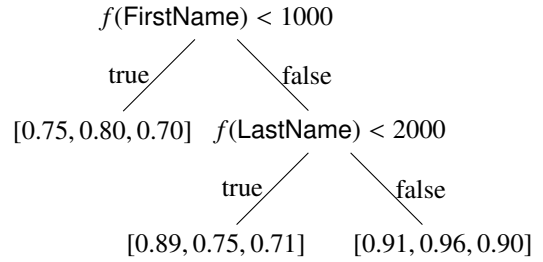 f(FirstName) < 1000
true false
[0.75, 0.80, 0.70] f(LastName) < 2000
true false
[0.89, 0.75, 0.71] [0.91, 0.96, 0.90]